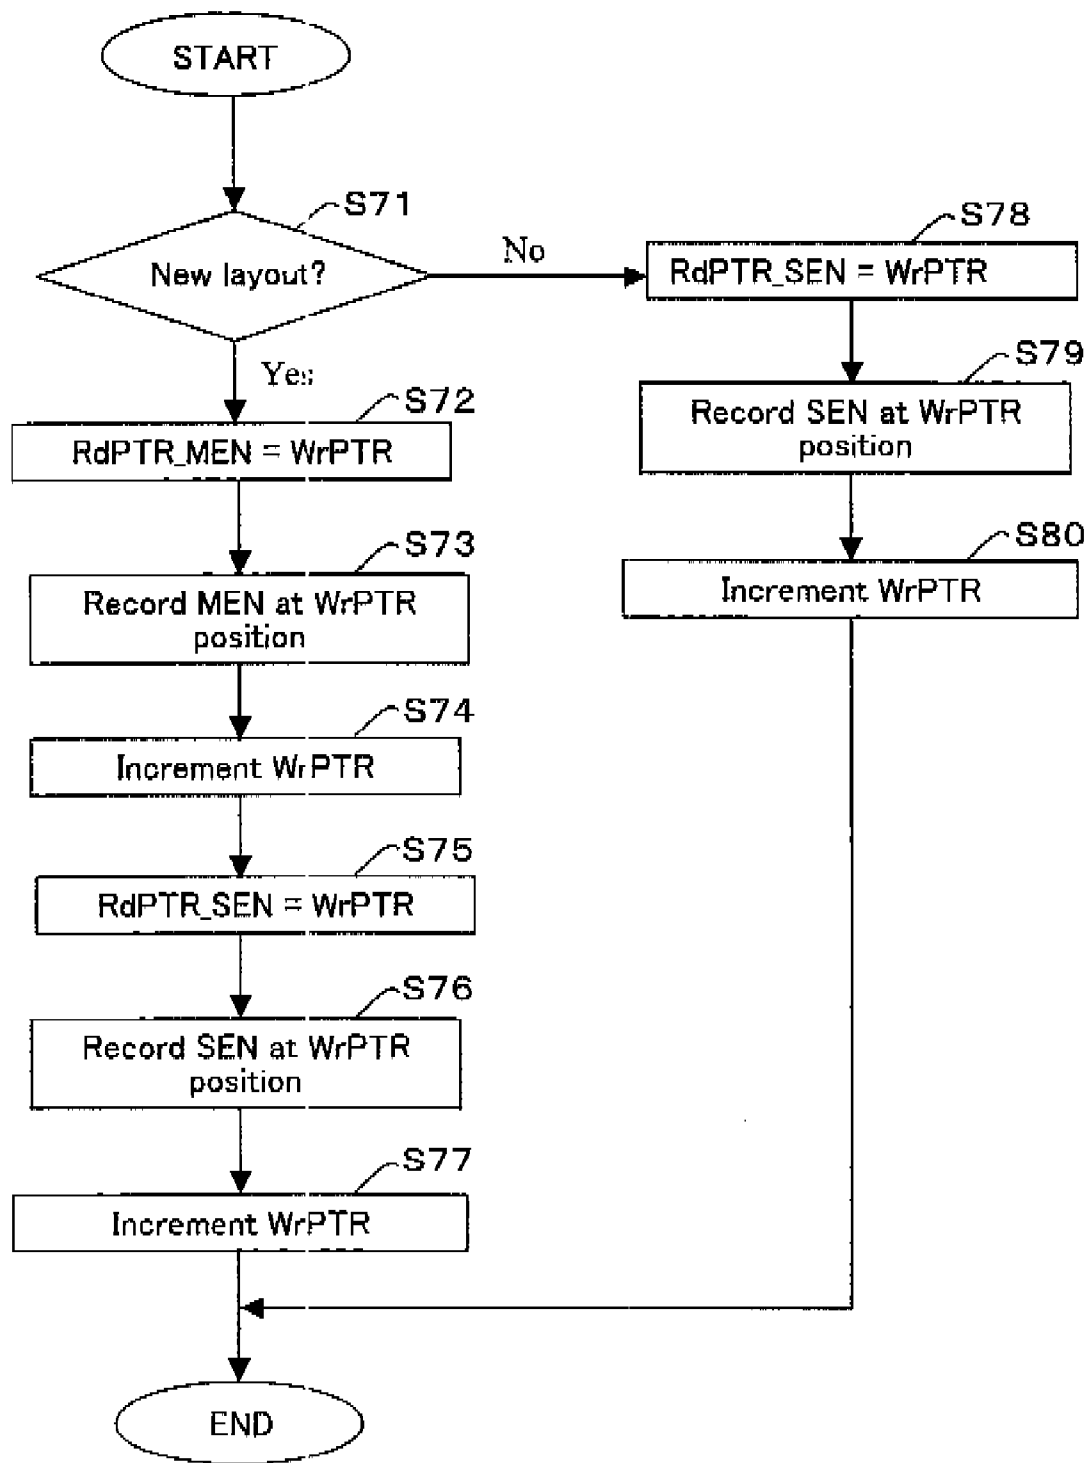 START
S71
New layout?
No
Yes
S72
RdPTR_MEN = WrPTR
S73
Record MEN at WrPTR
position
S74
Increment WrPTR
S75
RdPTR_SEN = WrPTR
S76
Record SEN at WrPTR
position
S77
Increment WrPTR
S78
RdPTR_SEN = WrPTR
S79
Record SEN at WrPTR
position
S80
Increment WrPTR
END